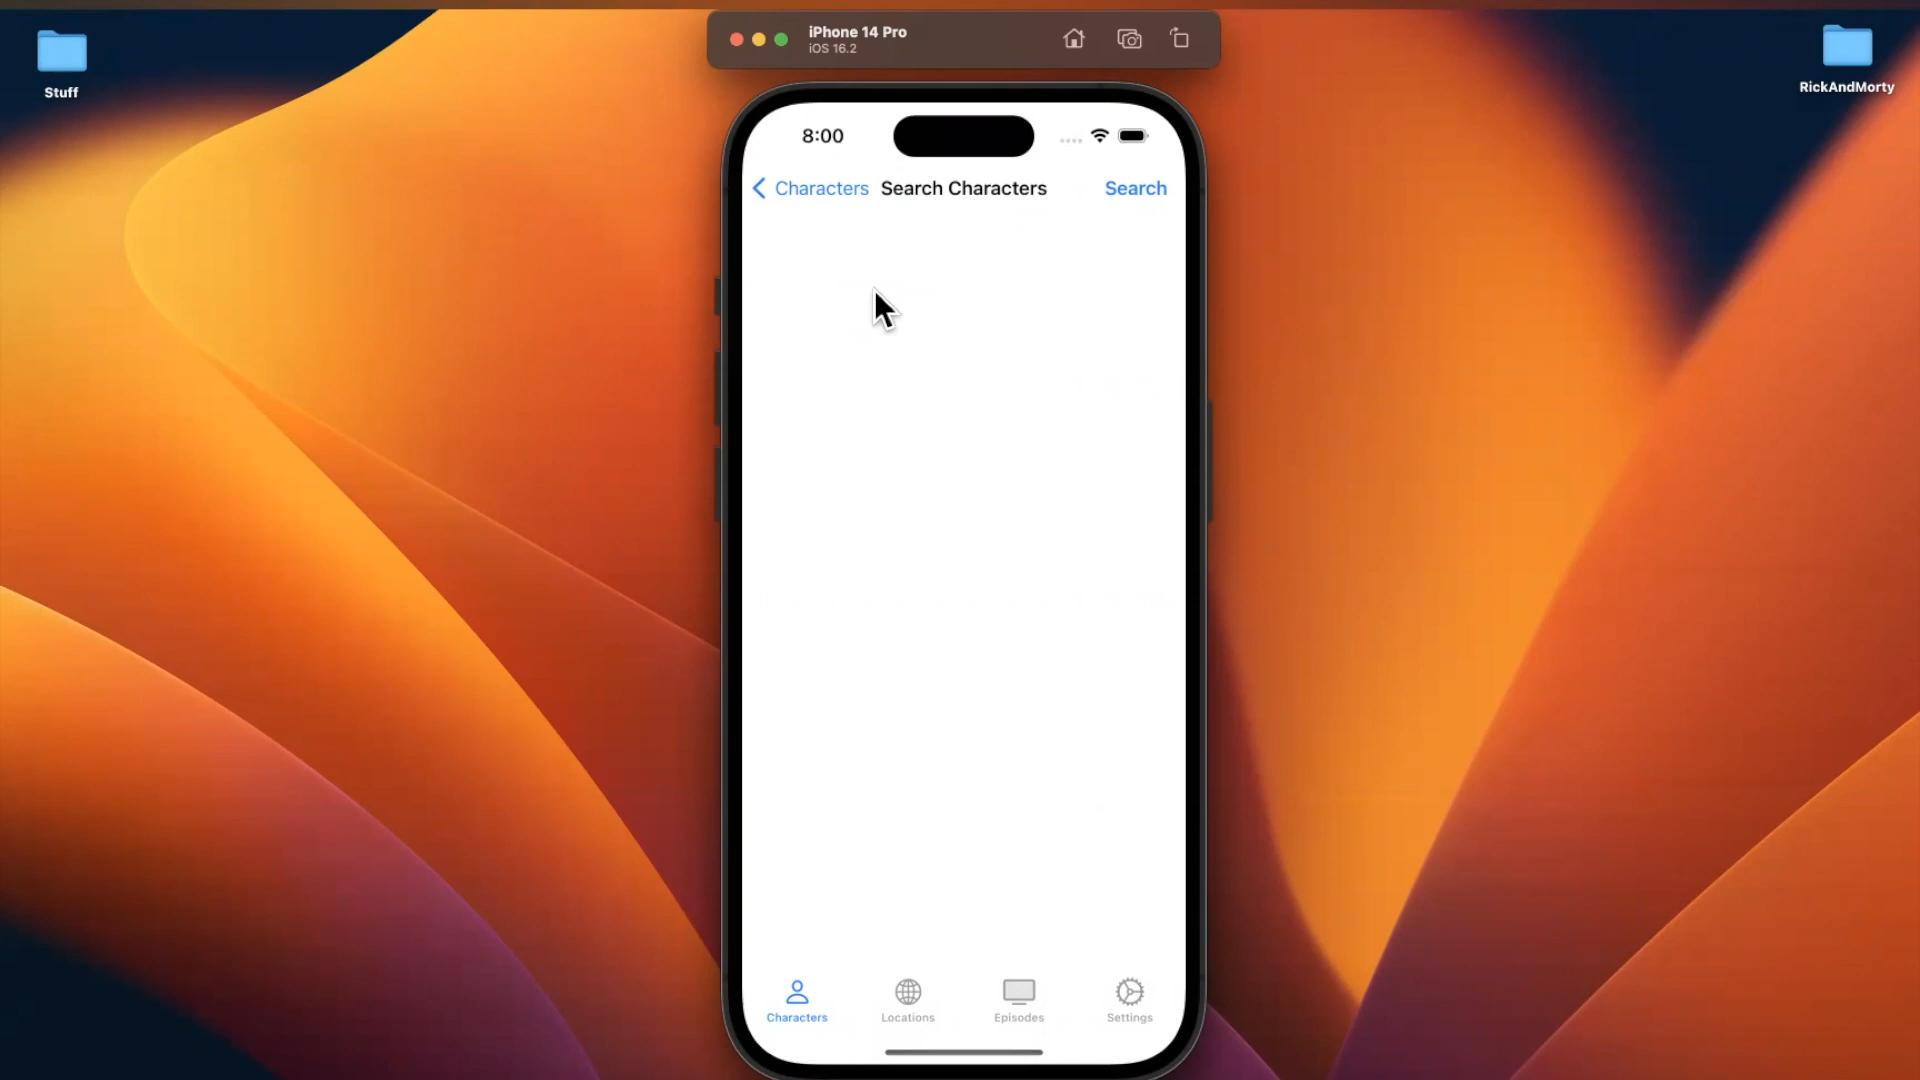 iPhone 14 Pro
iOS 16.2
Stuff
RickAndMorty
8:00
Characters Search Characters Search
Characters Locations Episodes Settings